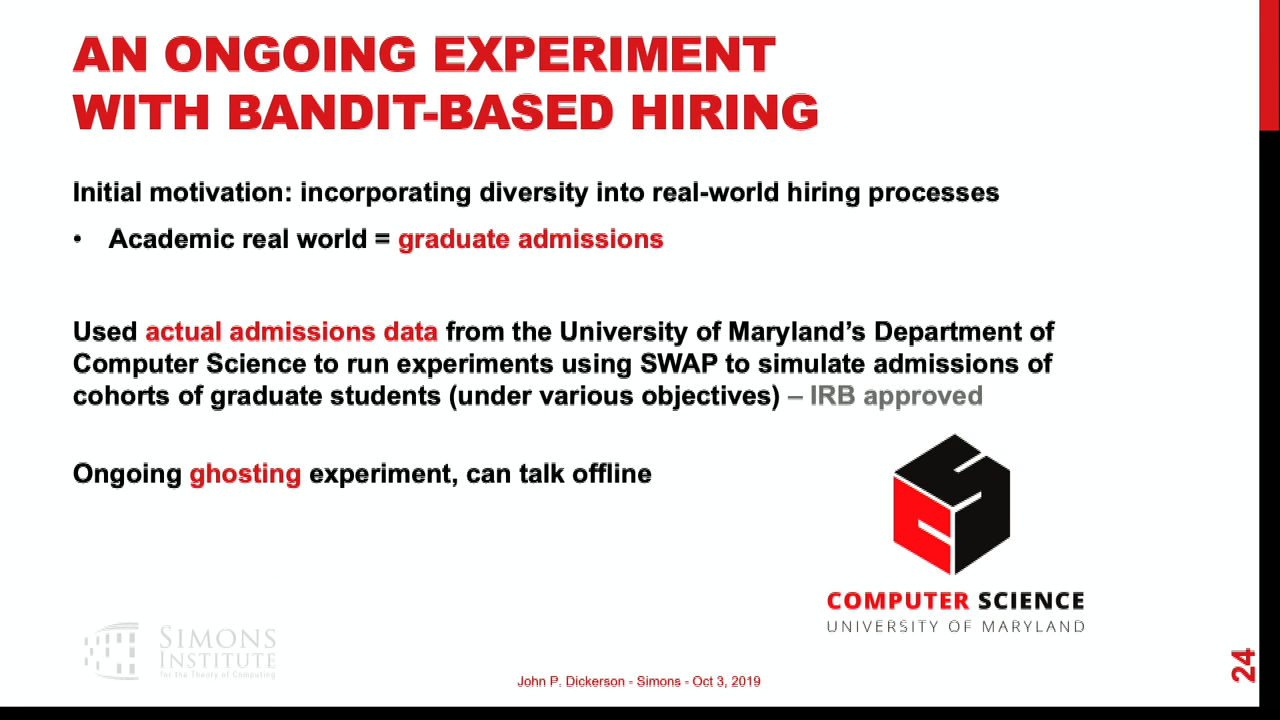 AN ONGOING EXPERIMENT
WITH BANDIT-BASED HIRING
Initial motivation: incorporating diversity into real-world hiring processes
• Academic real world = graduate admissions
Used actual admissions data from the University of Maryland’s Department of
Computer Science to run experiments using SWAP to simulate admissions of
cohorts of graduate students (under various objectives) – IRB approved
Ongoing ghosting experiment, can talk offline
COMPUTER SCIENCE
UNIVERSITY OF MARYLAND
SIMONS
INSTITUTE
for the Theory of Computing
John P. Dickerson - Simons - Oct 3, 2019
24